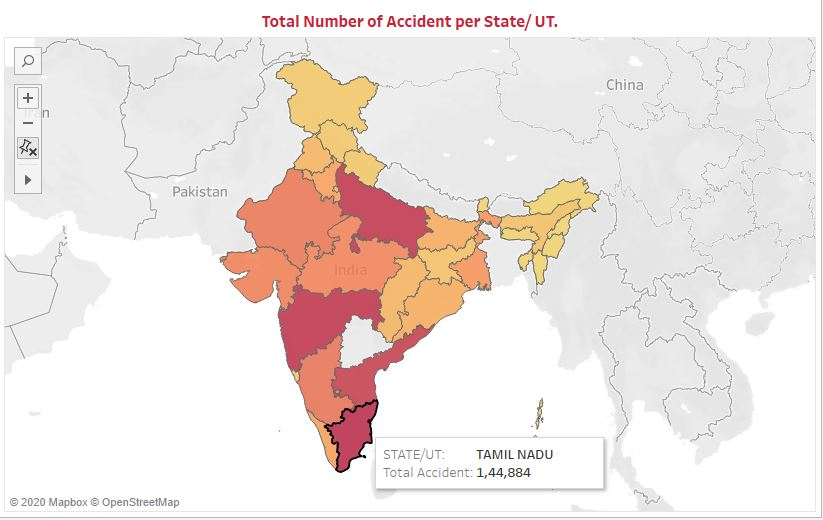 Total Number of Accident per State/ UT.
China
an
Pakistan
India
STATE/UT: TAMIL NADU
Total Accident: 1,44,884
© 2020 Mapbox © OpenStreetMap